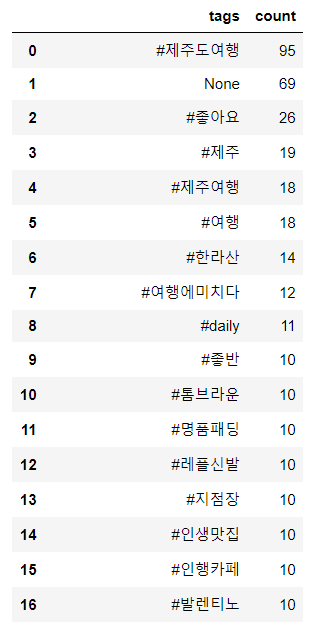 tags count
0 #제주도여행 95
1 None 69
2 #좋아요 26
3 #제주 19
4 #제주여행 18
5 #여행 18
6 #한라산 14
7 #여행에미치다 12
8 #daily 11
9 #좋반 10
10 #톰브라운 10
11 #명품패딩 10
12 #레플신발 10
13 #지점장 10
14 #인생맛집 10
15 #인행카페 10
16 #발렌티노 10